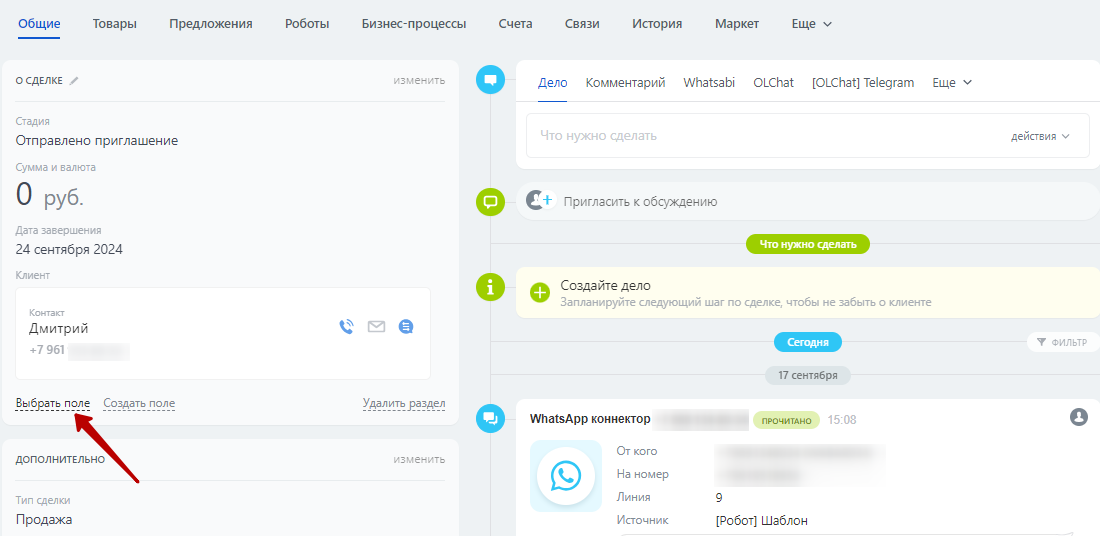 Общие Товары Предложения Роботы Бизнес-процессы Счета Связи История Маркет Еще
О СДЕЛКЕ изменить
Стадия
Отправлено приглашение
Сумма и валюта
0 руб.
Дата завершения
24 сентября 2024
Клиент
Контакт
Дмитрий
+7 961
Выбрать поле Создать поле Удалить раздел
ДОПОЛНИТЕЛЬНО изменить
Тип сделки
Продажа
Дело Комментарий Whatsabi OLChat [OLChat] Telegram Еще
Что нужно сделать действия
Пригласить к обсуждению
Что нужно сделать
Создайте дело
Запланируйте следующий шаг по сделке, чтобы не забыть о клиенте
Сегодня ФИЛЬТР
17 сентября
WhatsApp коннектор ПРОЧИТАНО 15:08
От кого
На номер
Линия 9
Источник [Робот] Шаблон